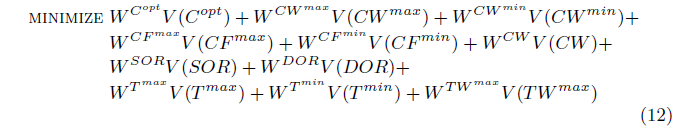 MINIMIZE W^{C^{opt}}V(C^{opt}) + W^{CW^{max}}V(CW^{max}) + W^{CW^{min}}V(CW^{min})+
W^{CF^{max}}V(CF^{max}) + W^{CF^{min}}V(CF^{min}) + W^{CW}V(CW)+
W^{SOR}V(SOR) + W^{DOR}V(DOR)+
W^{T^{max}}V(T^{max}) + W^{T^{min}}V(T^{min}) + W^{TW^{max}}V(TW^{max})
(12)